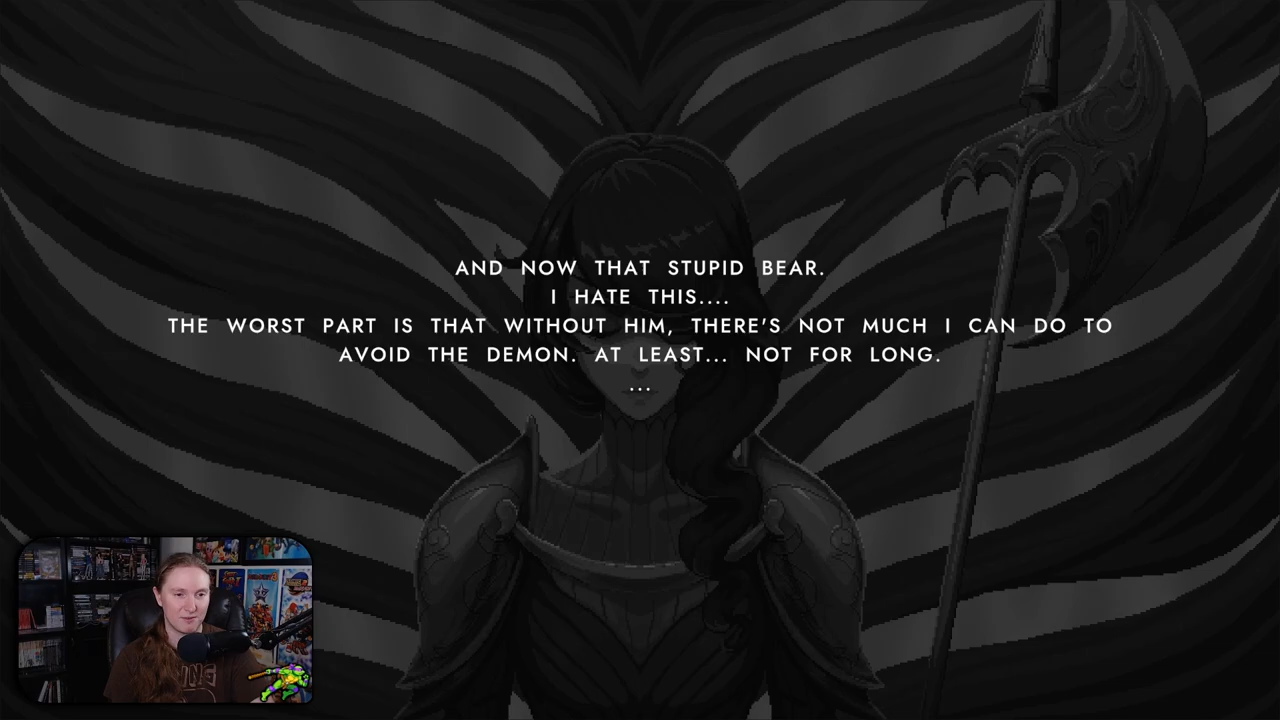 AND NOW THAT STUPID BEAR.
I HATE THIS....
THE WORST PART IS THAT WITHOUT HIM, THERE'S NOT MUCH I CAN DO TO
AVOID THE DEMON. AT LEAST... NOT FOR LONG.
...